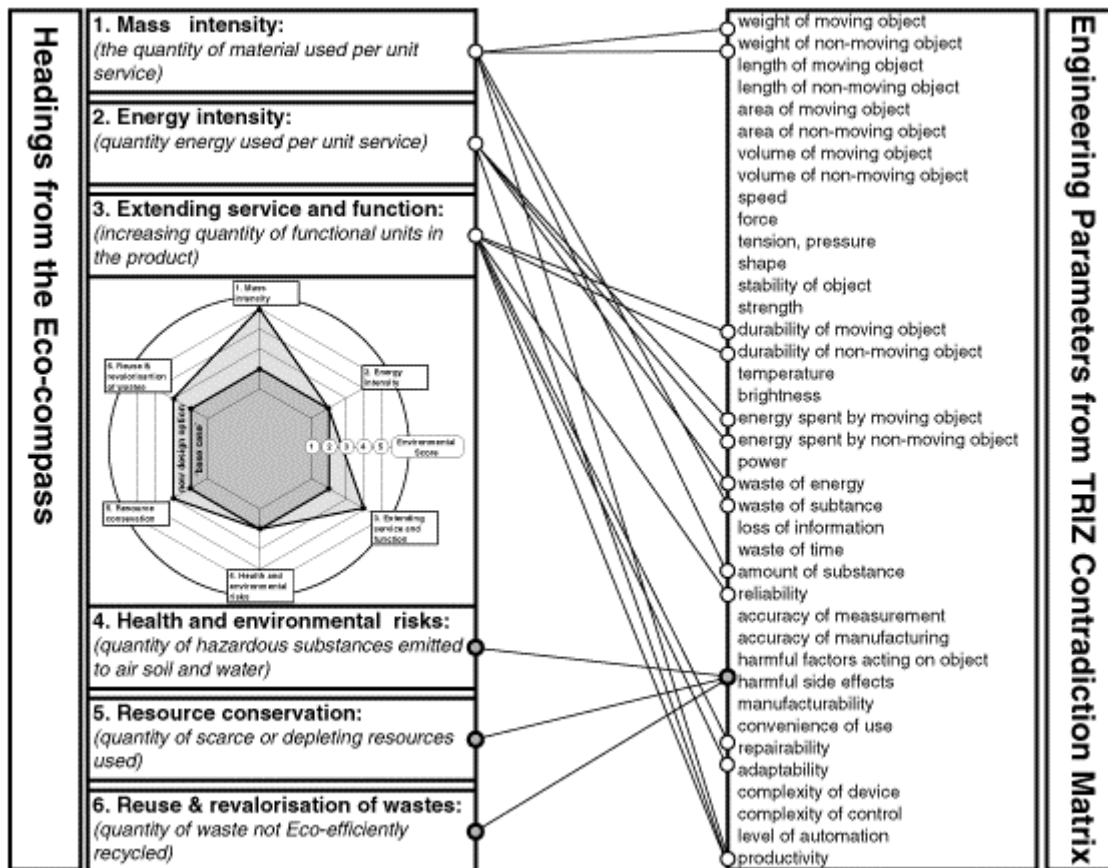 Headings from the Eco-compass
1. Mass intensity:
(the quantity of material used per unit
service)
2. Energy intensity:
(quantity energy used per unit service)
3. Extending service and function:
(increasing quantity of functional units in
the product)
1. Mass
intensity
6. Reuse &
revalorisation
of wastes
2. Energy
intensity
new design option
'base case'
1 2 3 4 5
Environmental
Score
5. Resource
conservation
3. Extending
service and
function
4. Health and
environmental
risks
4. Health and environmental risks:
(quantity of hazardous substances emitted
to air soil and water)
5. Resource conservation:
(quantity of scarce or depleting resources
used)
6. Reuse & revalorisation of wastes:
(quantity of waste not Eco-efficiently
recycled)
weight of moving object
weight of non-moving object
length of moving object
length of non-moving object
area of moving object
area of non-moving object
volume of moving object
volume of non-moving object
speed
force
tension, pressure
shape
stability of object
strength
durability of moving object
durability of non-moving object
temperature
brightness
energy spent by moving object
energy spent by non-moving object
power
waste of energy
waste of subtance
loss of information
waste of time
amount of substance
reliability
accuracy of measurement
accuracy of manufacturing
harmful factors acting on object
harmful side effects
manufacturability
convenience of use
repairability
adaptability
complexity of device
complexity of control
level of automation
productivity
Engineering Parameters from TRIZ Contradiction Matrix